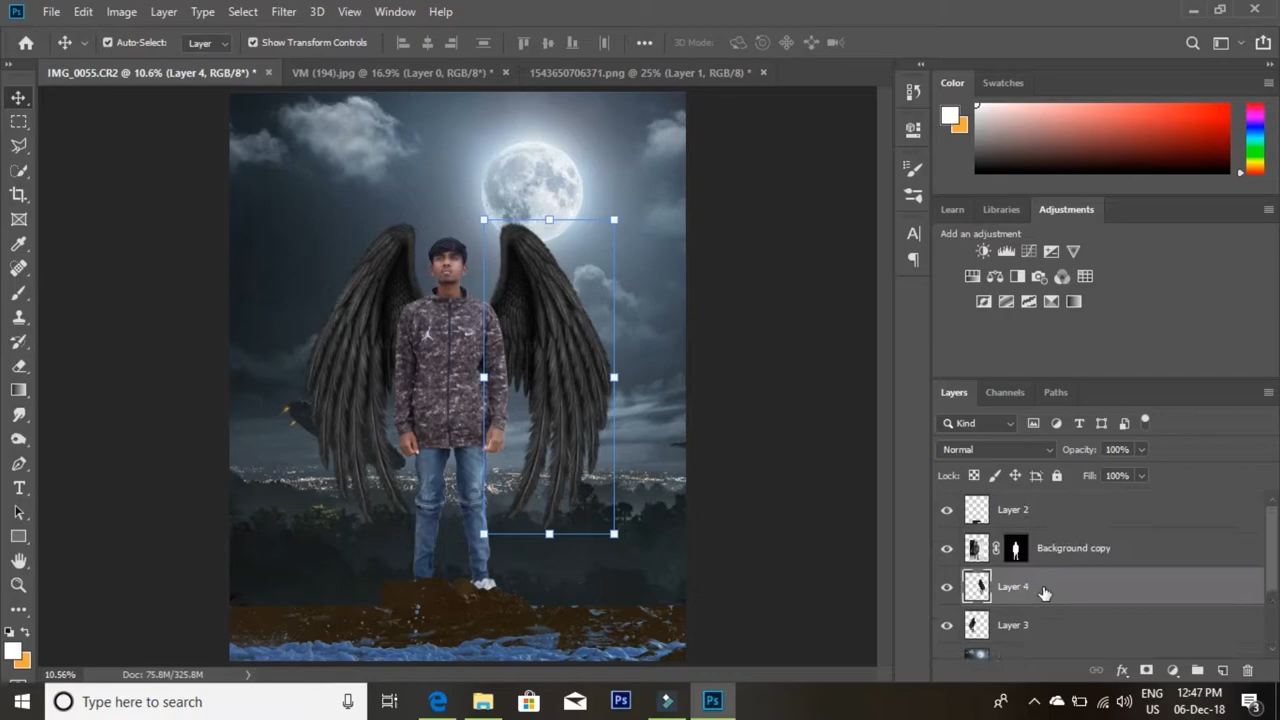 File Edit Image Layer Type Select Filter 3D View Window Help
Auto-Select: Layer Show Transform Controls 3D Mode:
IMG_0055.CR2 @ 10.6% (Layer 4, RGB/8*) * VM (194).jpg @ 16.9% (Layer 0, RGB/8*) * 1543650706371.png @ 25% (Layer 1, RGB/8) *
Color Swatches
Learn Libraries Adjustments
Add an adjustment
Layers Channels Paths
Kind
Normal Opacity: 100%
Lock: Fill: 100%
Layer 2
Background copy
Layer 4
Layer 3
10.56% Doc: 75.8M/325.8M
Type here to search
ENG
US
12:47 PM
06-Dec-18
3